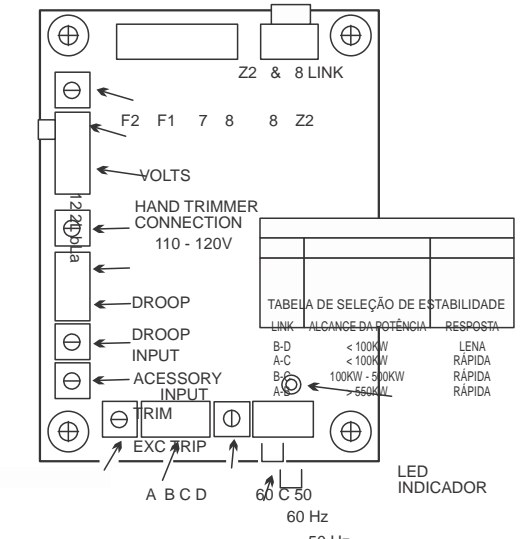 Z2 & 8 LINK
F2 F1 7 8 8 Z2
VOLTS
HAND TRIMMER
CONNECTION
110 - 120V
TABELA DE SELEÇÃO DE ESTABILIDADE
LINK ALCANCE DA POTÊNCIA RESPOSTA
B-D < 100KW LENA
A-C < 100KW RÁPIDA
B-C 100KW - 500KW RÁPIDA
A-B > 550KW RÁPIDA
DROOP
DROOP
INPUT
ACESSORY
INPUT
TRIM
EXC TRIP
LED
INDICADOR
A B C D
60 C 50
60 Hz
50 Hz